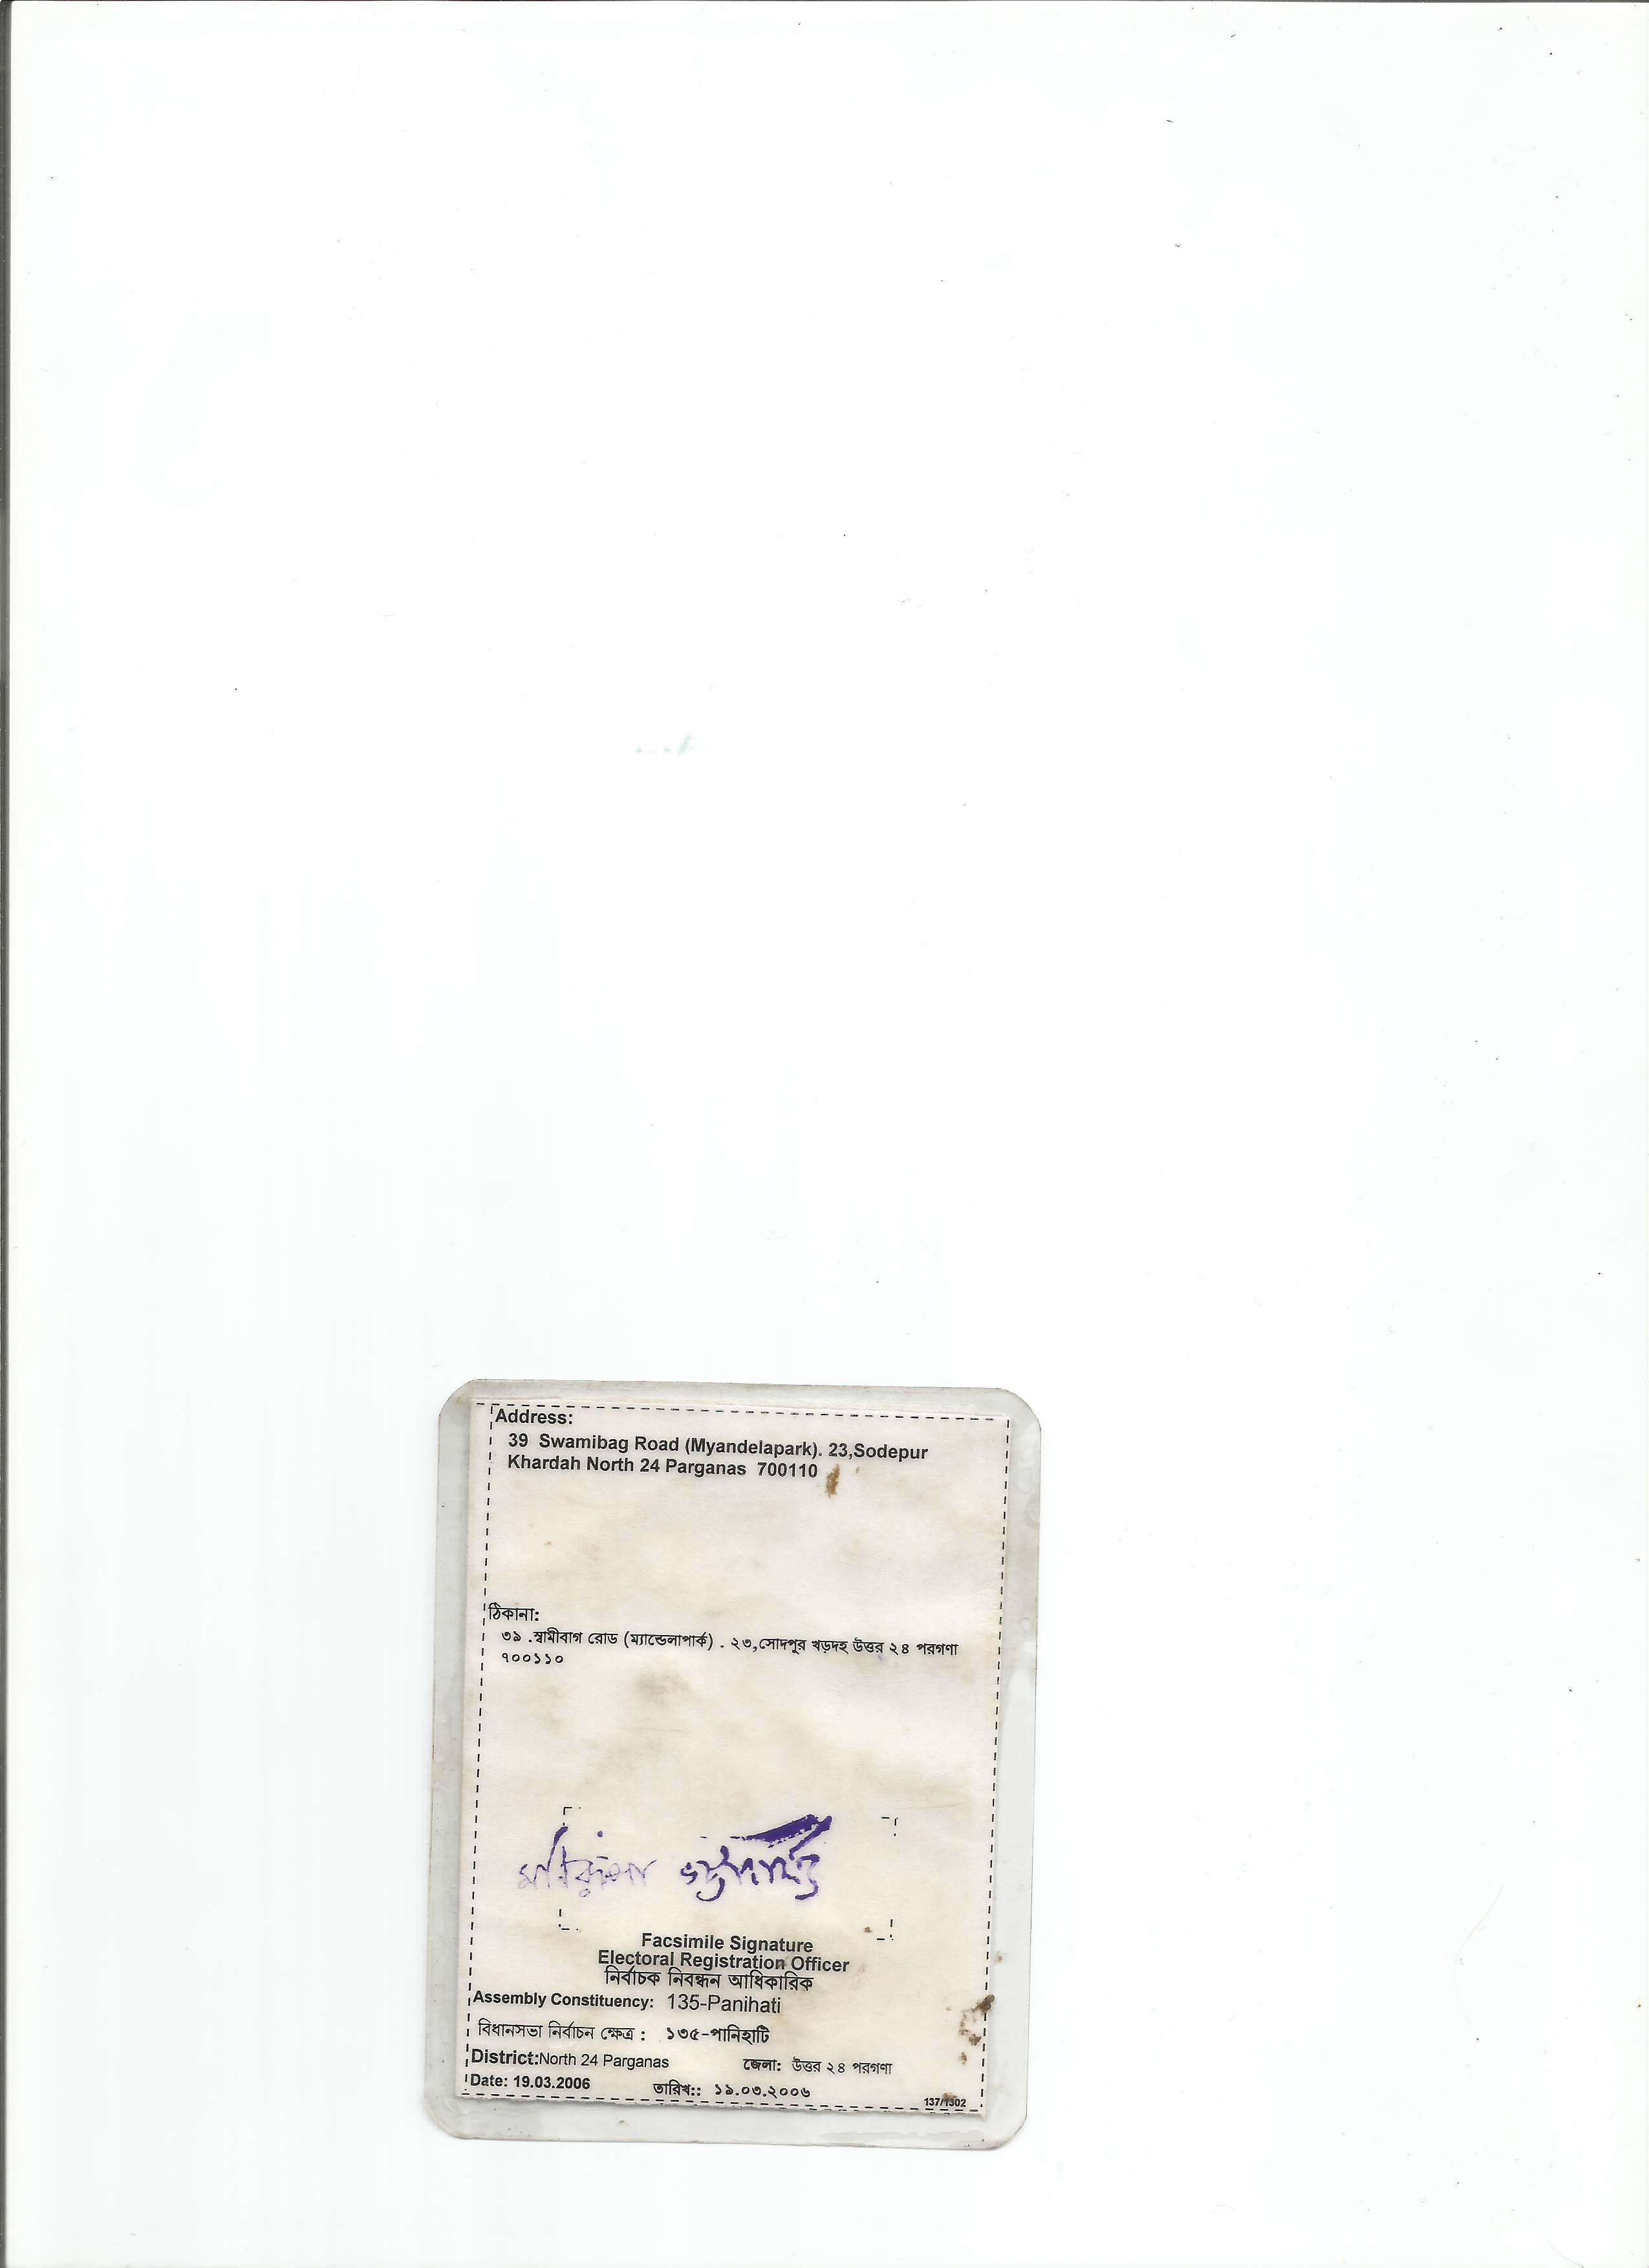 Address:
39 Swamibag Road (Myandelapark). 23,Sodepur
Khardah North 24 Parganas 700110
ঠিকানা:
৩৯ .স্বামীবাগ রোড (ম্যান্ডেলাপার্ক) . ২৩,সোদপুর খড়দহ উত্তর ২৪ পরগণা
৭০০১১০
Facsimile Signature
Electoral Registration Officer
নির্বাচক নিবন্ধন আধিকারিক
Assembly Constituency: 135-Panihati
বিধানসভা নির্বাচন ক্ষেত্র : ১৩৫-পানিহাটি
District:North 24 Parganas জেলা: উত্তর ২৪ পরগণা
Date: 19.03.2006 তারিখ:: ১৯.০৩.২০০৬
137/1302